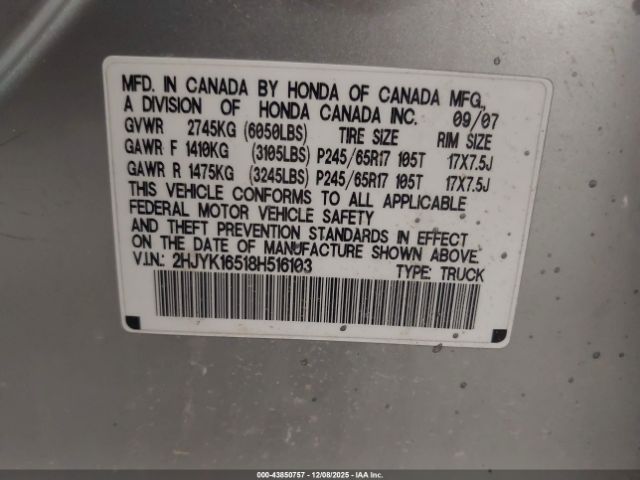 MFD. IN CANADA BY HONDA OF CANADA MFG.,
A DIVISION OF HONDA CANADA INC. 09/07
GVWR 2745KG (6050LBS) TIRE SIZE RIM SIZE
GAWR F 1410KG (3105LBS) P245/65R17 105T 17X7.5J
GAWR R 1475KG (3245LBS) P245/65R17 105T 17X7.5J
THIS VEHICLE CONFORMS TO ALL APPLICABLE
FEDERAL MOTOR VEHICLE SAFETY
AND THEFT PREVENTION STANDARDS IN EFFECT
ON THE DATE OF MANUFACTURE SHOWN ABOVE.
V.I.N.: 2HJYK16518H516103 TYPE: TRUCK
000-43850757 - 12/08/2025 - IAA, Inc.